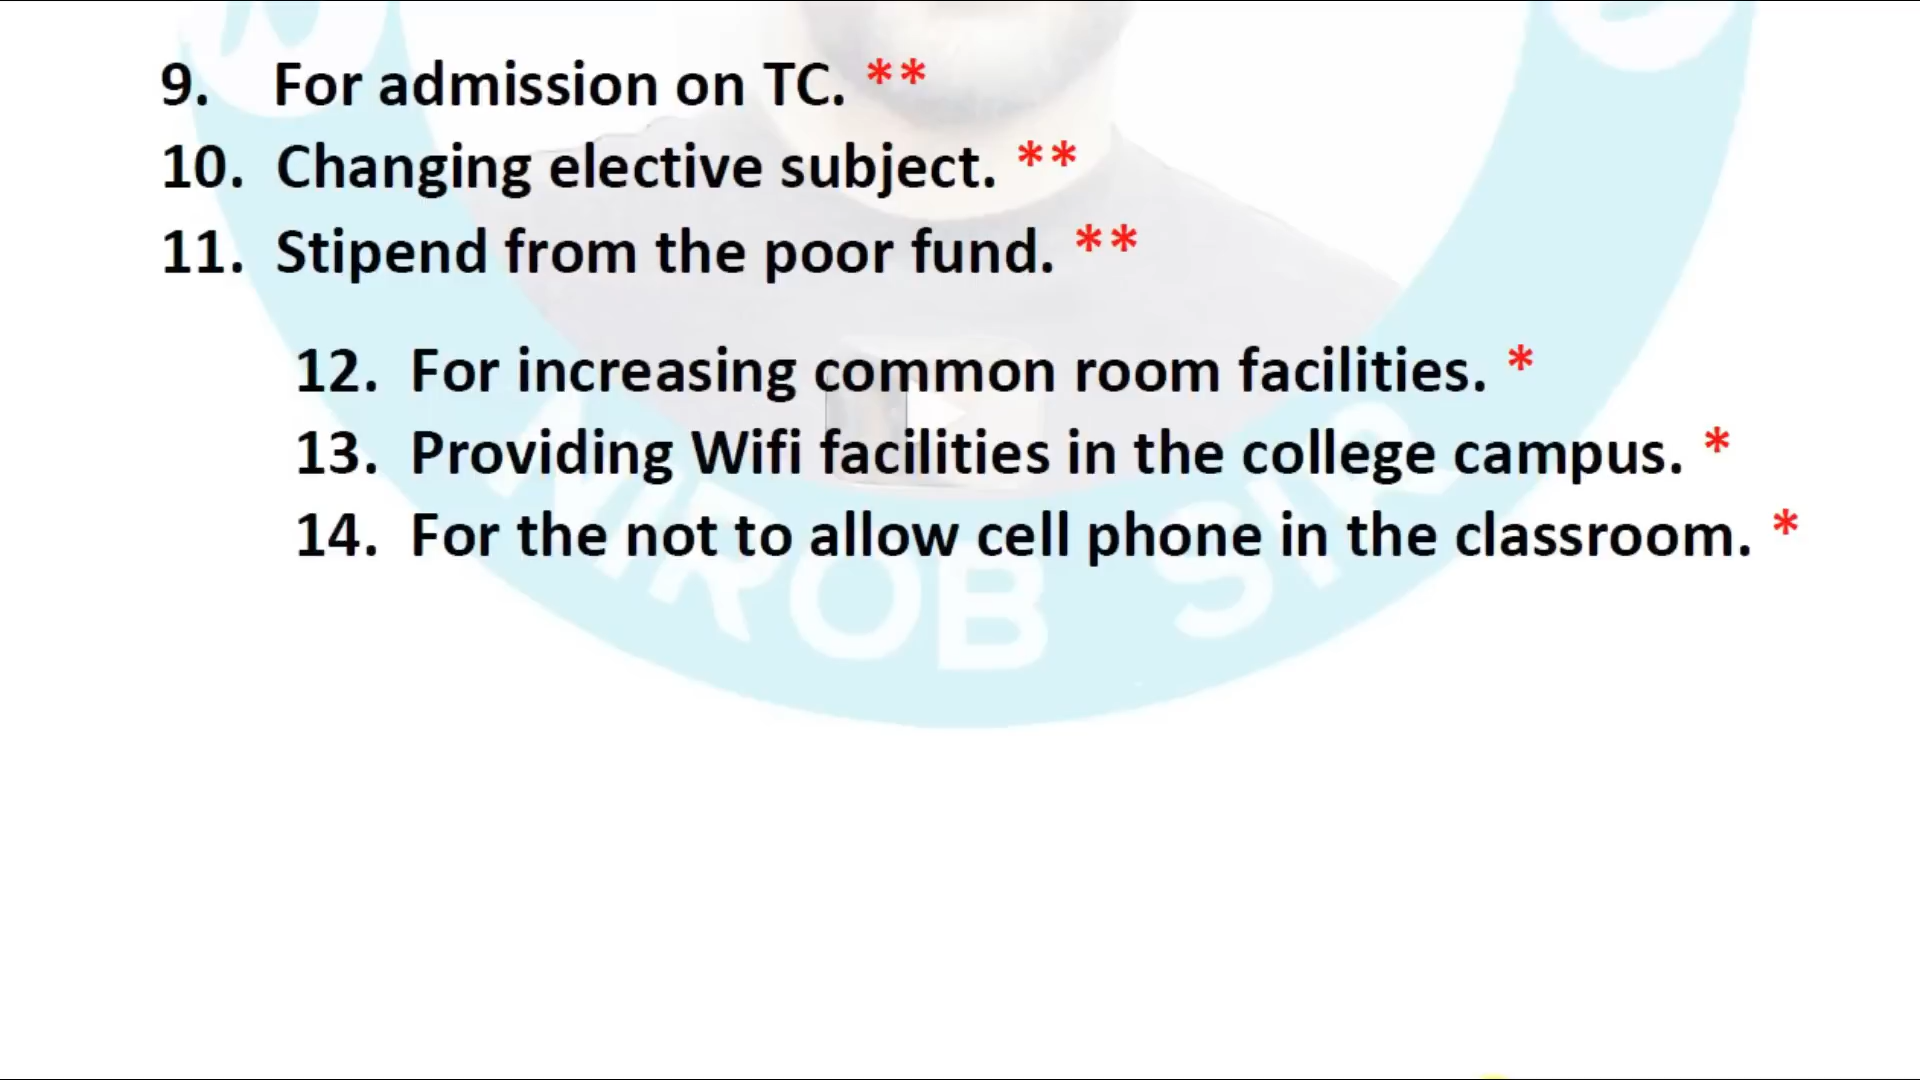 9. For admission on TC. **
10. Changing elective subject. **
11. Stipend from the poor fund. **
12. For increasing common room facilities. *
13. Providing Wifi facilities in the college campus. *
14. For the not to allow cell phone in the classroom. *
NIROB SIR